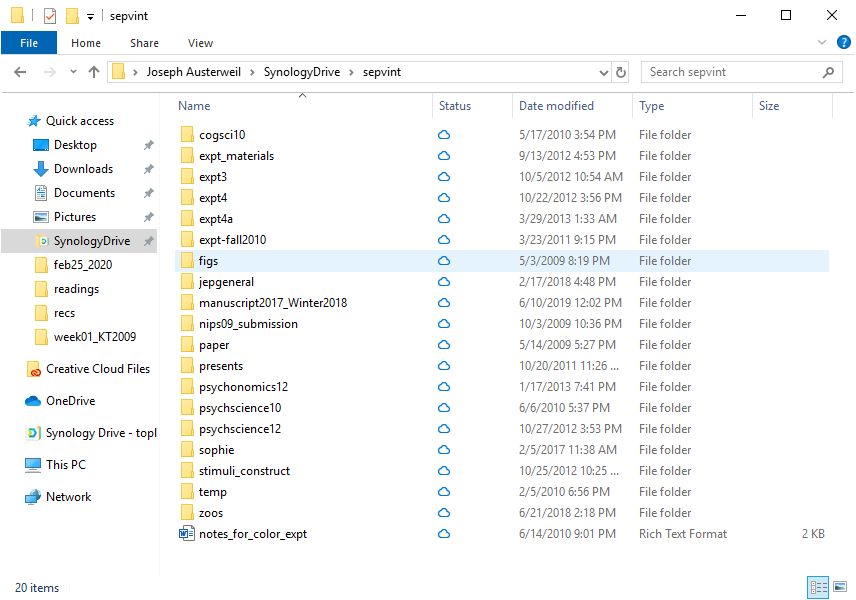 sepvint
File Home Share View
Joseph Austerweil SynologyDrive sepvint Search sepvint
Name Status Date modified Type Size
Quick access
Desktop
Downloads
Documents
Pictures
SynologyDrive
feb25_2020
readings
recs
week01_KT2009
Creative Cloud Files
OneDrive
Synology Drive - topl
This PC
Network
cogsci10 5/17/2010 3:54 PM File folder
expt_materials 9/13/2012 4:53 PM File folder
expt3 10/5/2012 10:54 AM File folder
expt4 10/22/2012 3:56 PM File folder
expt4a 3/29/2013 1:33 AM File folder
expt-fall2010 3/23/2011 9:15 PM File folder
figs 5/3/2009 8:19 PM File folder
jepgeneral 2/17/2018 4:48 PM File folder
manuscript2017_Winter2018 6/10/2019 12:02 PM File folder
nips09_submission 10/3/2009 10:36 PM File folder
paper 5/14/2009 5:27 PM File folder
presents 10/20/2011 11:26 ... File folder
psychonomics12 1/17/2013 7:41 PM File folder
psychscience10 6/6/2010 5:37 PM File folder
psychscience12 10/27/2012 3:53 PM File folder
sophie 2/5/2017 11:38 AM File folder
stimuli_construct 10/25/2012 10:25 ... File folder
temp 2/5/2010 6:56 PM File folder
zoos 6/21/2018 2:18 PM File folder
notes_for_color_expt 6/14/2010 9:01 PM Rich Text Format 2 KB
20 items